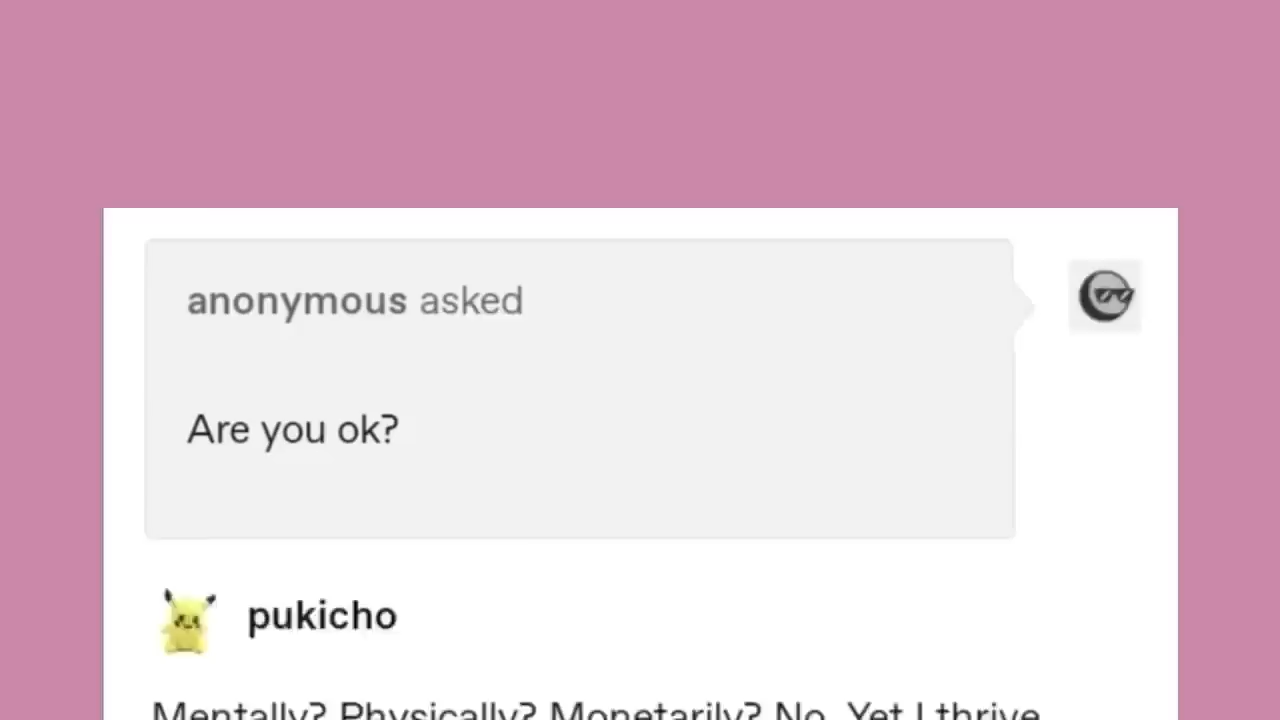 anonymous asked
Are you ok?
pukicho
Mentally? Physically? Monetarily? No. Yet I thrive